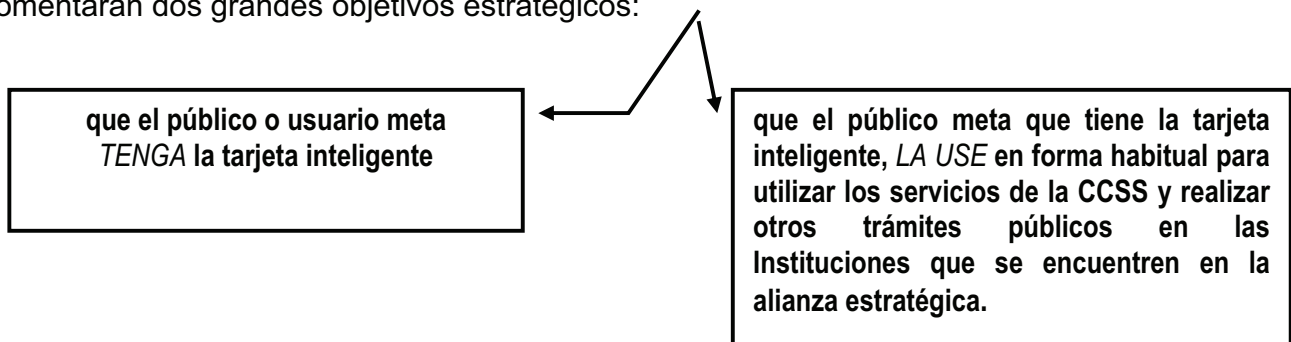 omentarán dos grandes objetivos estratégicos:
que el público o usuario meta
TENGA la tarjeta inteligente
que el público meta que tiene la tarjeta
inteligente, LA USE en forma habitual para
utilizar los servicios de la CCSS y realizar
otros trámites públicos en las
Instituciones que se encuentren en la
alianza estratégica.